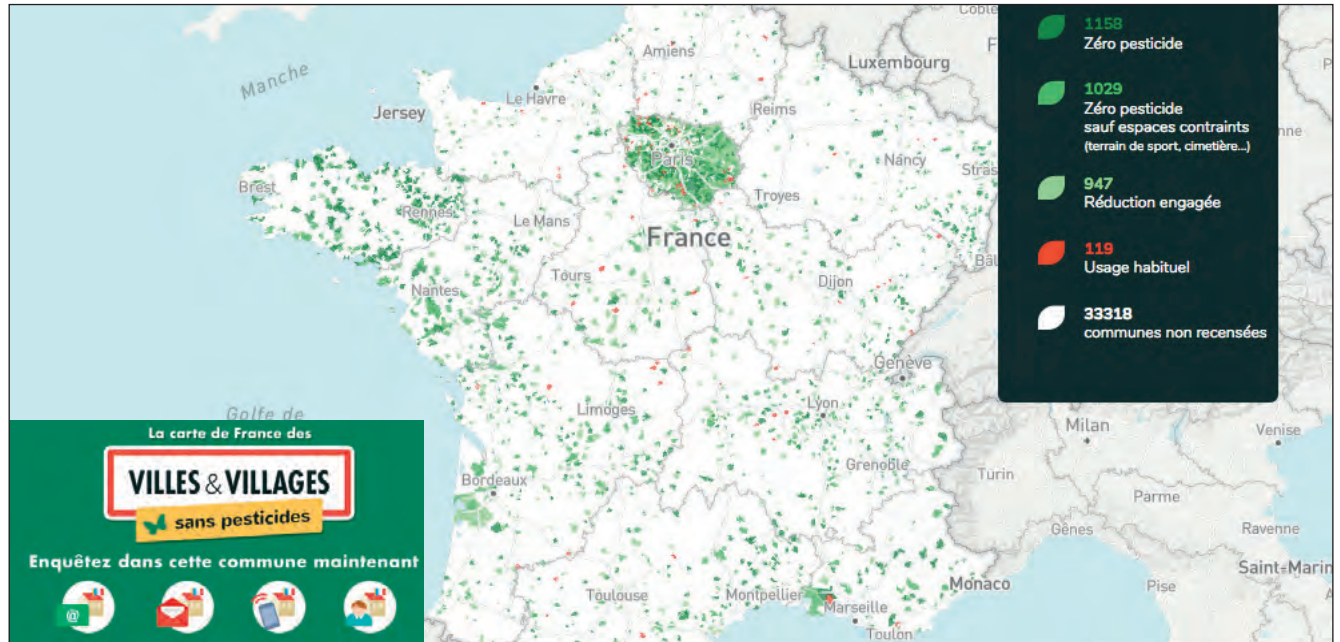 Coble
Amiens
Luxembourg
Manche
Le Havre
Reims
Jersey
Paris
Nancy
Stras
Brest
Troyes
Rennes
Le Mans
France
Tours
Dijon
Bâl
Nantes
Genève
Limoges
Lyon
Golfe de
Milan
Venise
Grenoble
Turin
Bordeaux
Parme
Gênes
Ravenne
Toulouse
Montpellier
Marseille
Monaco
Pise
Saint-Marin
Toulon
1158
Zéro pesticide
1029
Zéro pesticide
sauf espaces contraints
(terrain de sport, cimetière...)
947
Réduction engagée
119
Usage habituel
33318
communes non recensées
La carte de France des
VILLES & VILLAGES
sans pesticides
Enquêtez dans cette commune maintenant
@